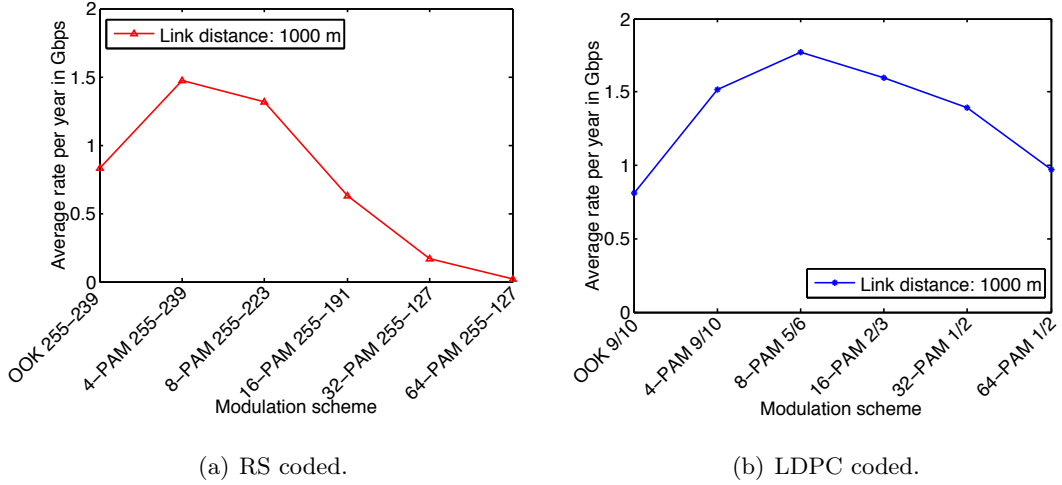 2
1.5
1
0.5
0
Average rate per year in Gbps
Link distance: 1000 m
OOK 255−239
4−PAM 255−239
8−PAM 255−223
16−PAM 255−191
32−PAM 255−127
64−PAM 255−127
Modulation scheme
(a) RS coded.
2
1.5
1
0.5
0
Average rate per year in Gbps
Link distance: 1000 m
OOK 9/10
4−PAM 9/10
8−PAM 5/6
16−PAM 2/3
32−PAM 1/2
64−PAM 1/2
Modulation scheme
(b) LDPC coded.